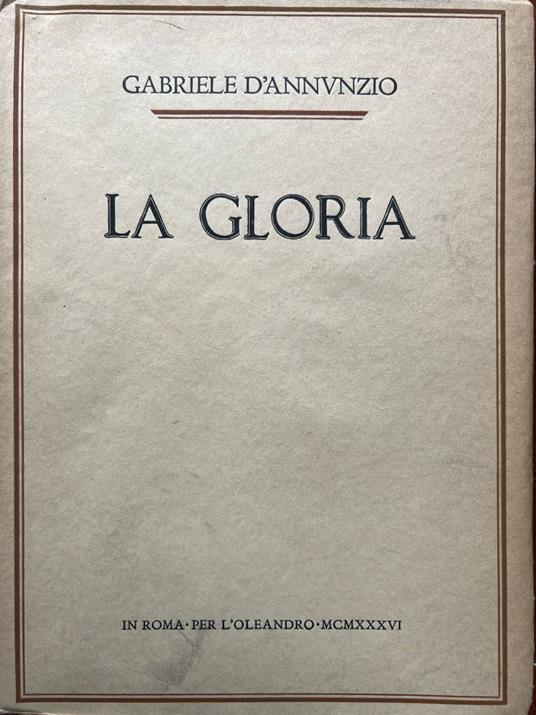 GABRIELE D'ANNVNZIO
LA GLORIA
IN ROMA·PER L'OLEANDRO·MCMXXXVI